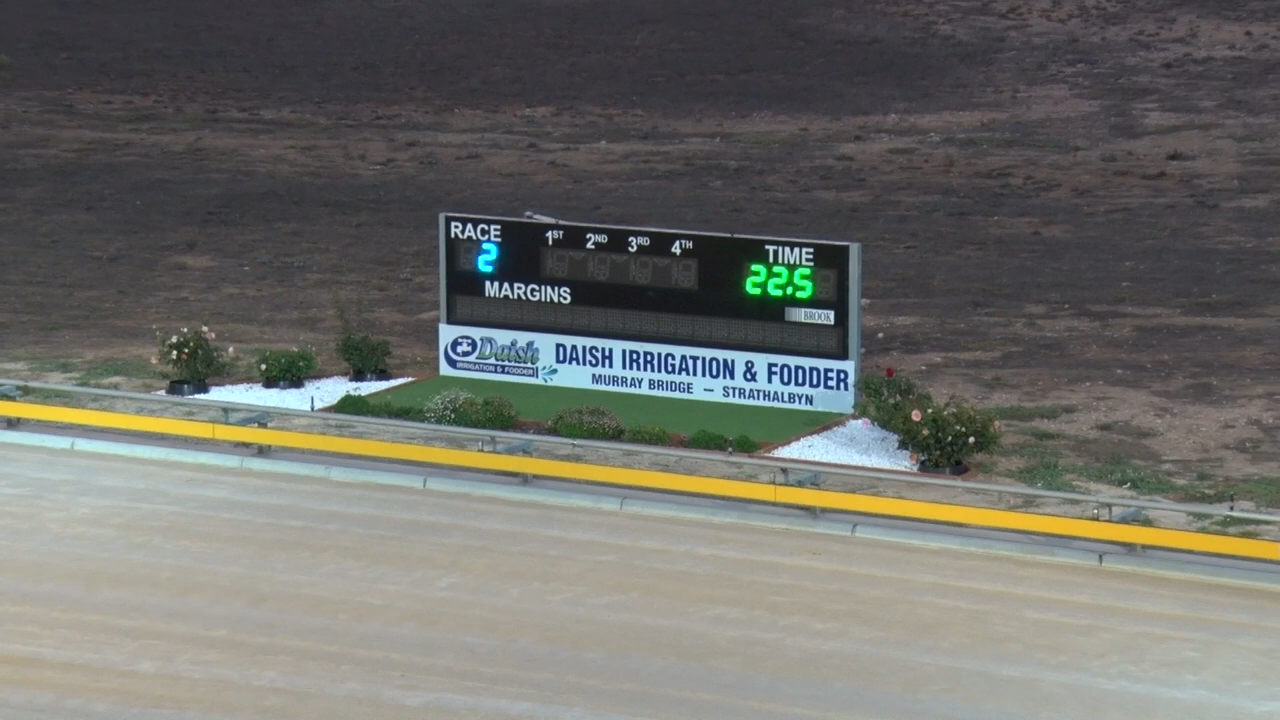 RACE 1ST 2ND 3RD 4TH TIME
2 22.5
MARGINS
BROOK
Daish
IRRIGATION & FODDER
DAISH IRRIGATION & FODDER
MURRAY BRIDGE – STRATHALBYN